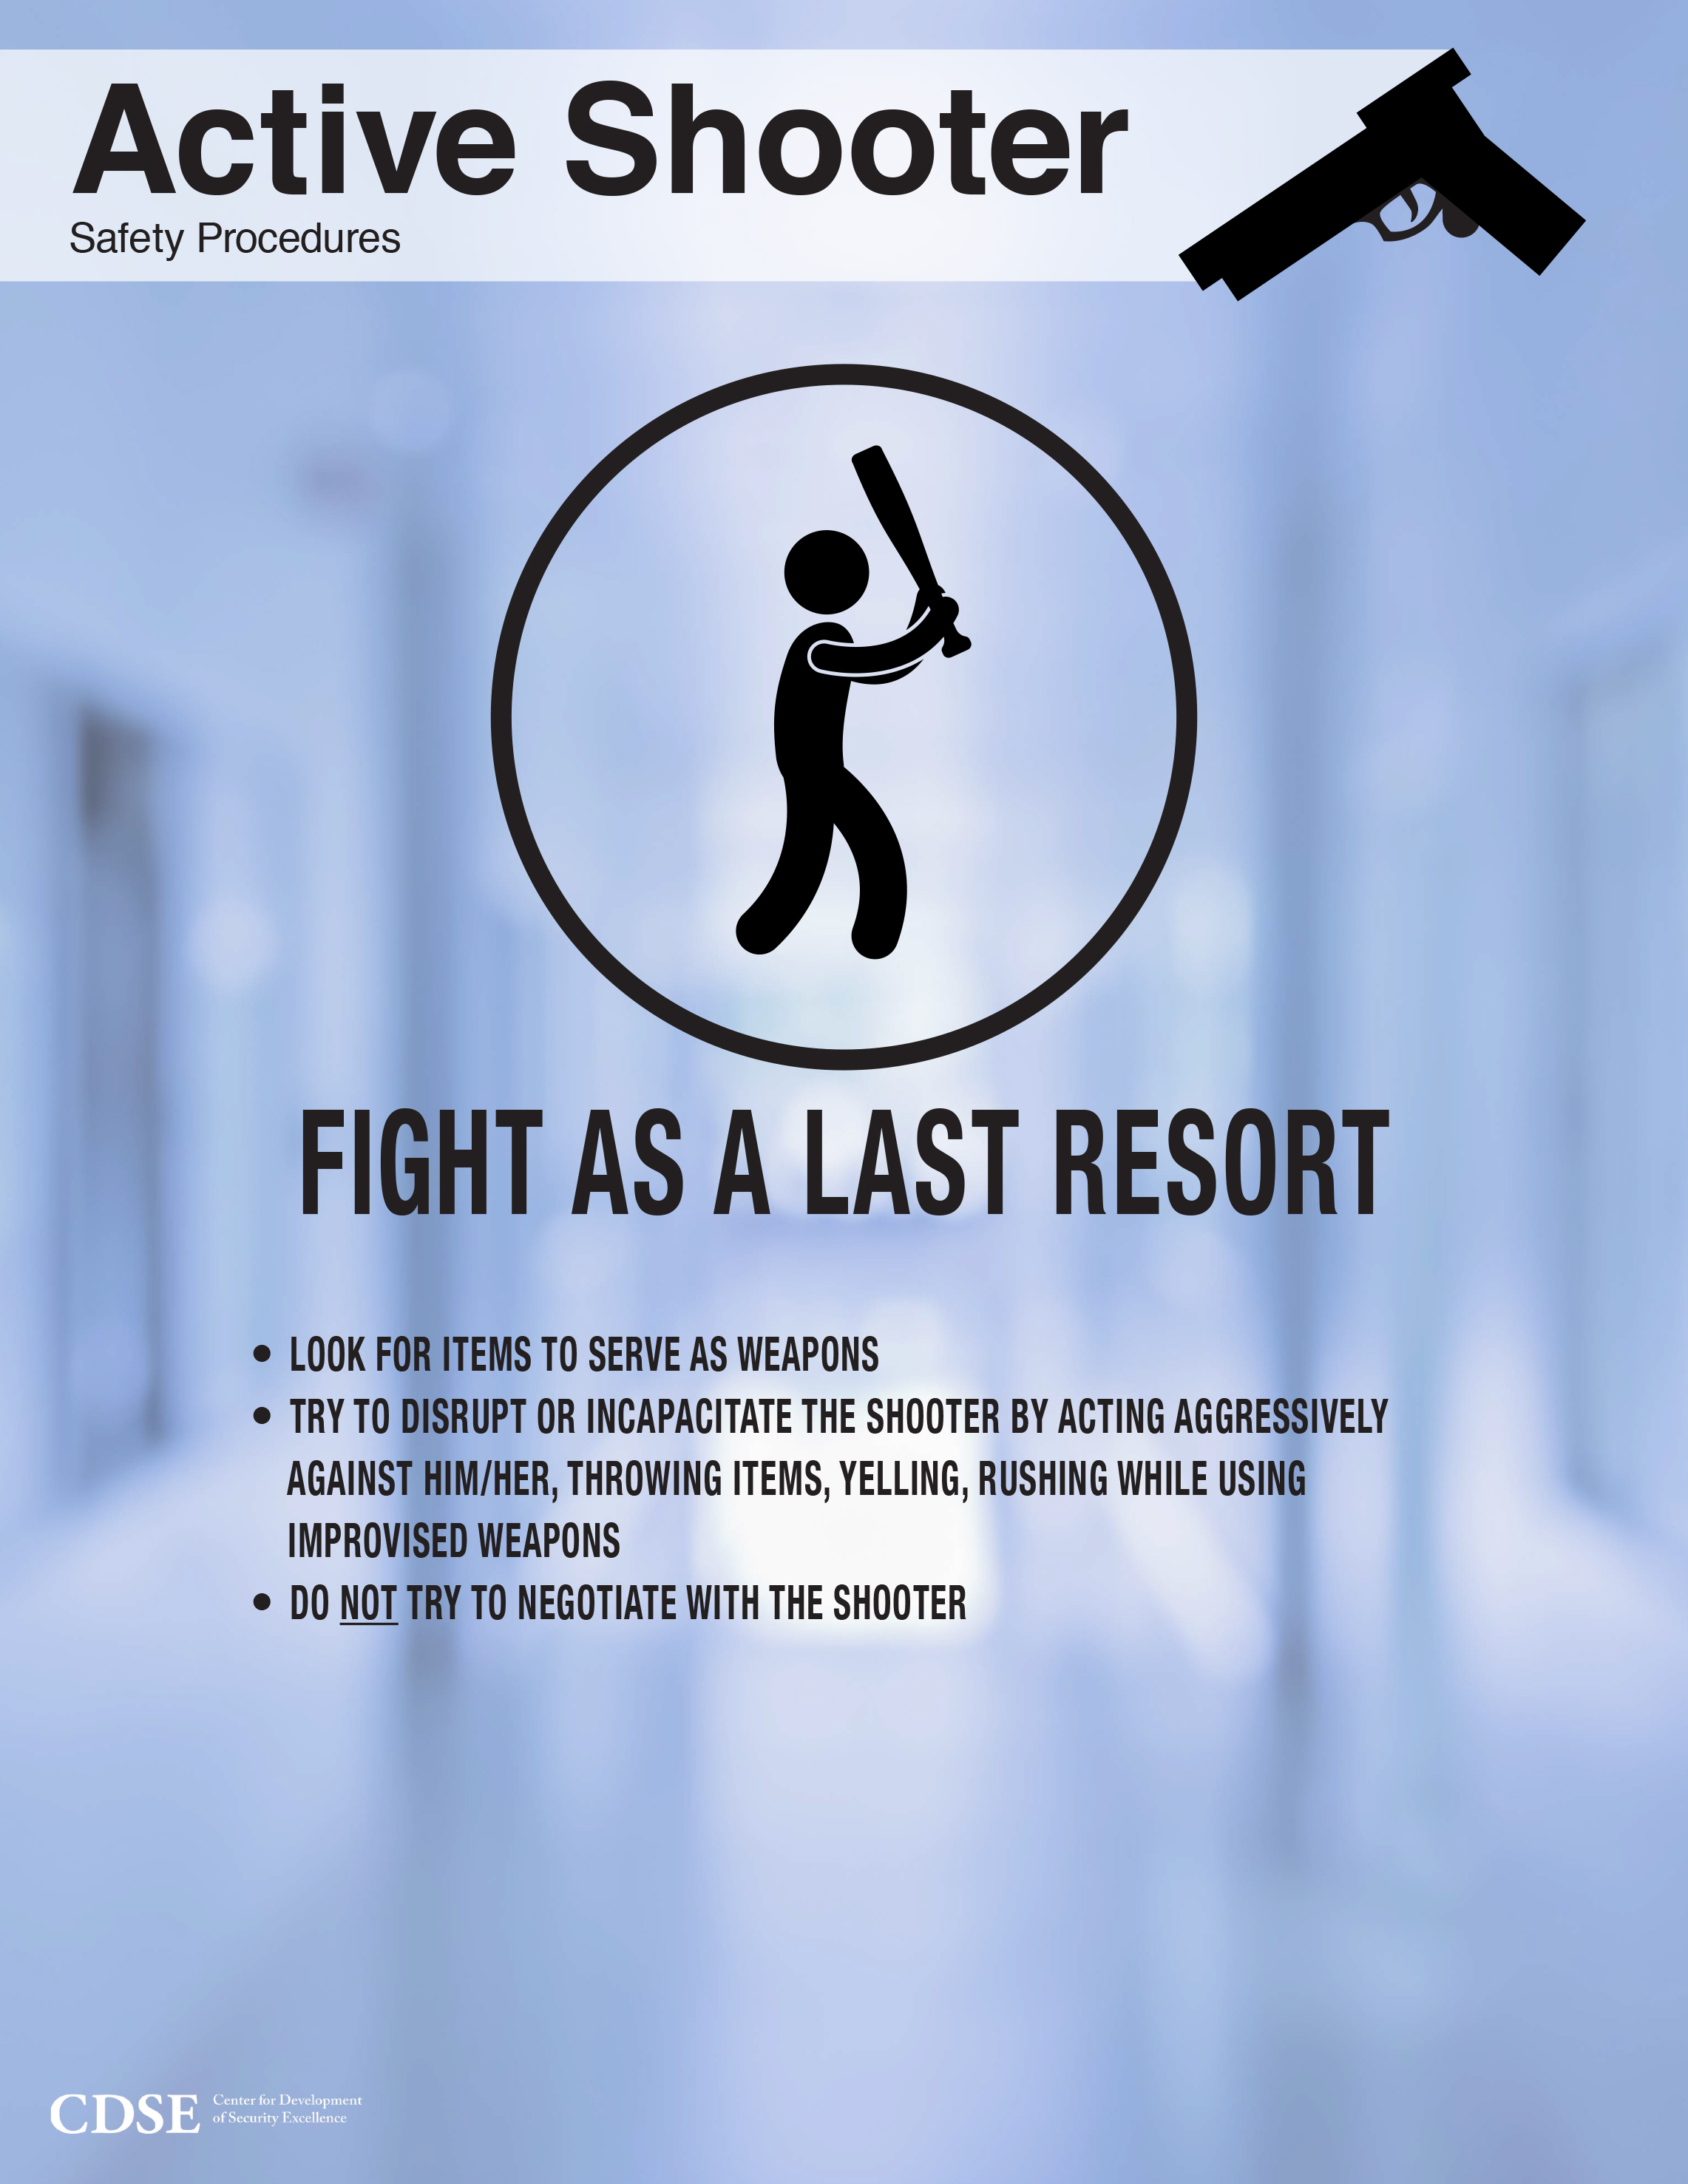 Active Shooter
Safety Procedures
FIGHT AS A LAST RESORT
• LOOK FOR ITEMS TO SERVE AS WEAPONS
• TRY TO DISRUPT OR INCAPACITATE THE SHOOTER BY ACTING AGGRESSIVELY
AGAINST HIM/HER, THROWING ITEMS, YELLING, RUSHING WHILE USING
IMPROVISED WEAPONS
• DO NOT TRY TO NEGOTIATE WITH THE SHOOTER
CDSE
Center for Development
of Security Excellence